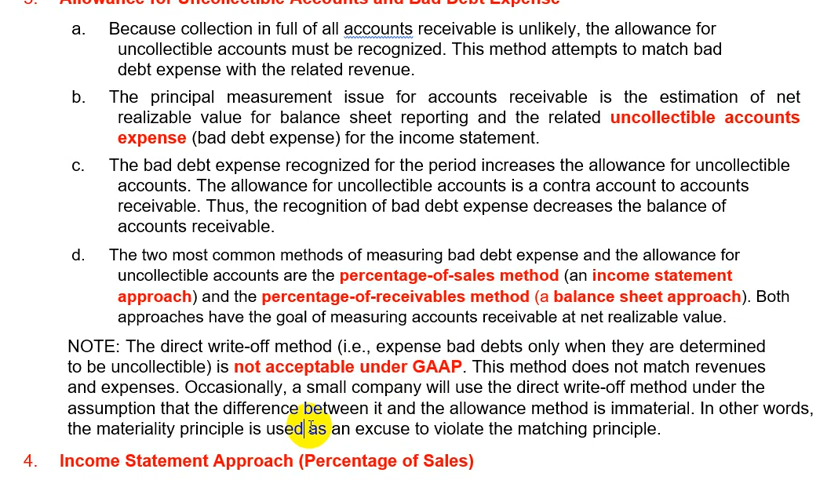 3. Allowance for Uncollectible Accounts and Bad Debt Expense
a. Because collection in full of all accounts receivable is unlikely, the allowance for
uncollectible accounts must be recognized. This method attempts to match bad
debt expense with the related revenue.
b. The principal measurement issue for accounts receivable is the estimation of net
realizable value for balance sheet reporting and the related uncollectible accounts
expense (bad debt expense) for the income statement.
c. The bad debt expense recognized for the period increases the allowance for uncollectible
accounts. The allowance for uncollectible accounts is a contra account to accounts
receivable. Thus, the recognition of bad debt expense decreases the balance of
accounts receivable.
d. The two most common methods of measuring bad debt expense and the allowance for
uncollectible accounts are the percentage-of-sales method (an income statement
approach) and the percentage-of-receivables method (a balance sheet approach). Both
approaches have the goal of measuring accounts receivable at net realizable value.
NOTE: The direct write-off method (i.e., expense bad debts only when they are determined
to be uncollectible) is not acceptable under GAAP. This method does not match revenues
and expenses. Occasionally, a small company will use the direct write-off method under the
assumption that the difference between it and the allowance method is immaterial. In other words,
the materiality principle is used as an excuse to violate the matching principle.
4. Income Statement Approach (Percentage of Sales)